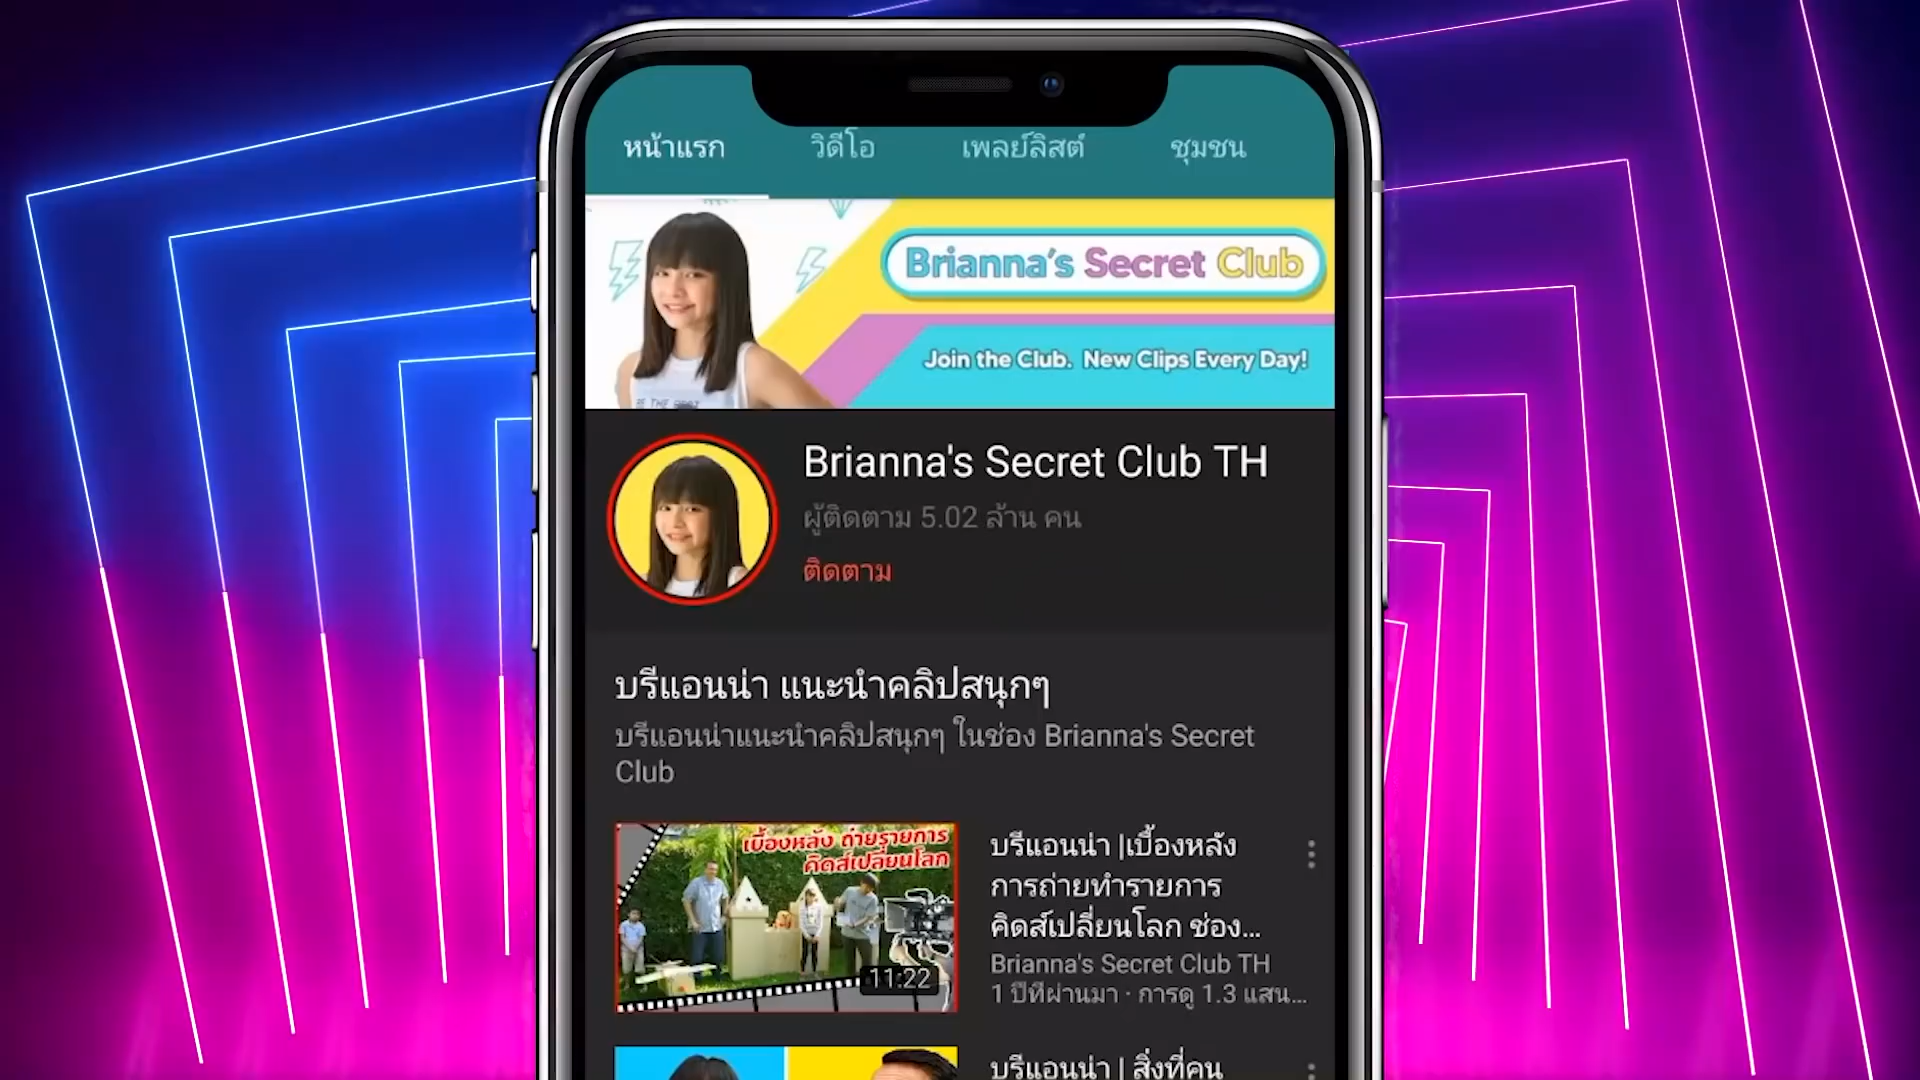 หน้าแรก วิดีโอ เพลย์ลิสต์ ชุมชน
Brianna's Secret Club
Join the Club. New Clips Every Day!
Brianna's Secret Club TH
ผู้ติดตาม 5.02 ล้าน คน
ติดตาม
บรีแอนน่า แนะนำคลิปสนุกๆ
บรีแอนน่าแนะนำคลิปสนุกๆ ในช่อง Brianna's Secret
Club
เบื้องหลัง ถ่ายรายการ
คิดส์เปลี่ยนโลก
11:22
บรีแอนน่า |เบื้องหลัง
การถ่ายทำรายการ
คิดส์เปลี่ยนโลก ช่อง...
Brianna's Secret Club TH
1 ปีที่ผ่านมา · การดู 1.3 แสน...
บรีแอนน่า | สิ่งที่คน